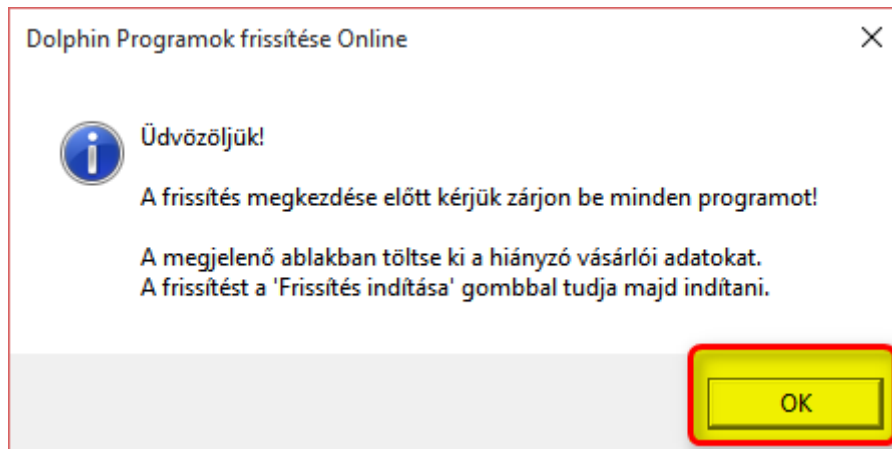 Dolphin Programok frissítése Online
Üdvözöljük!
A frissítés megkezdése előtt kérjük zárjon be minden programot!
A megjelenő ablakban töltse ki a hiányzó vásárlói adatokat.
A frissítést a 'Frissítés indítása' gombbal tudja majd indítani.
OK